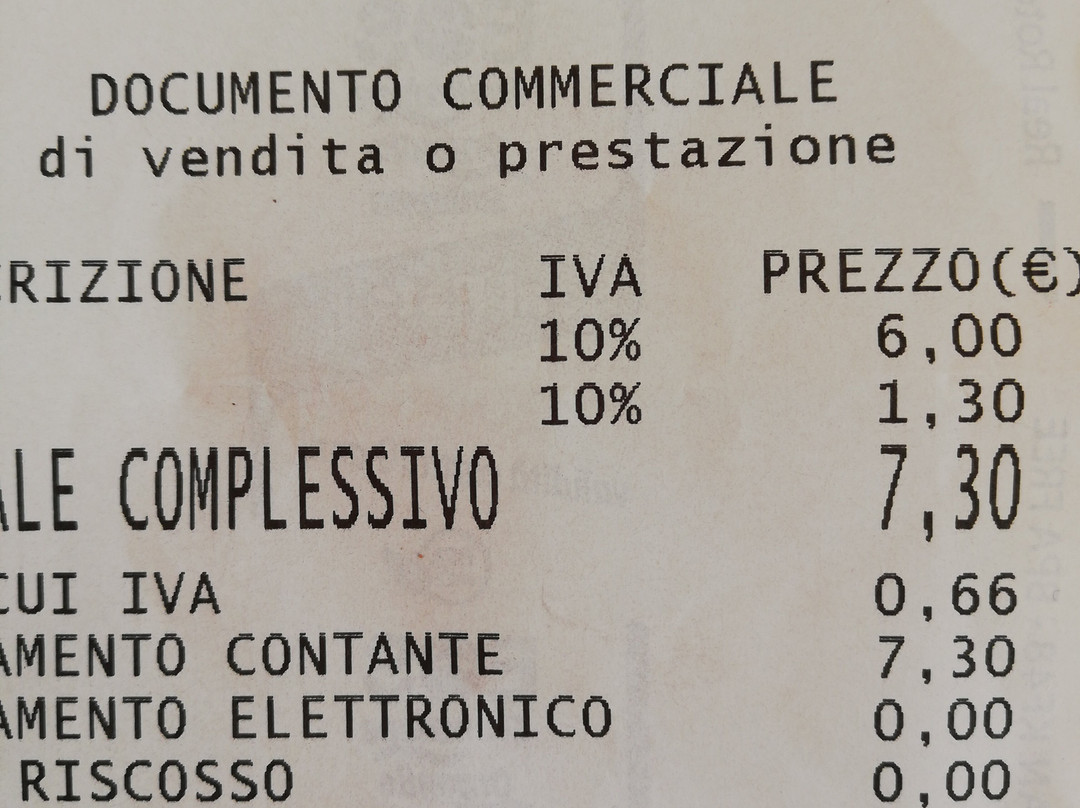 DOCUMENTO COMMERCIALE
di vendita o prestazione
CRIZIONE IVA PREZZO(€)
10% 6,00
10% 1,30
ALE COMPLESSIVO 7,30
CUI IVA 0,66
AMENTO CONTANTE 7,30
AMENTO ELETTRONICO 0,00
RISCOSSO 0,00